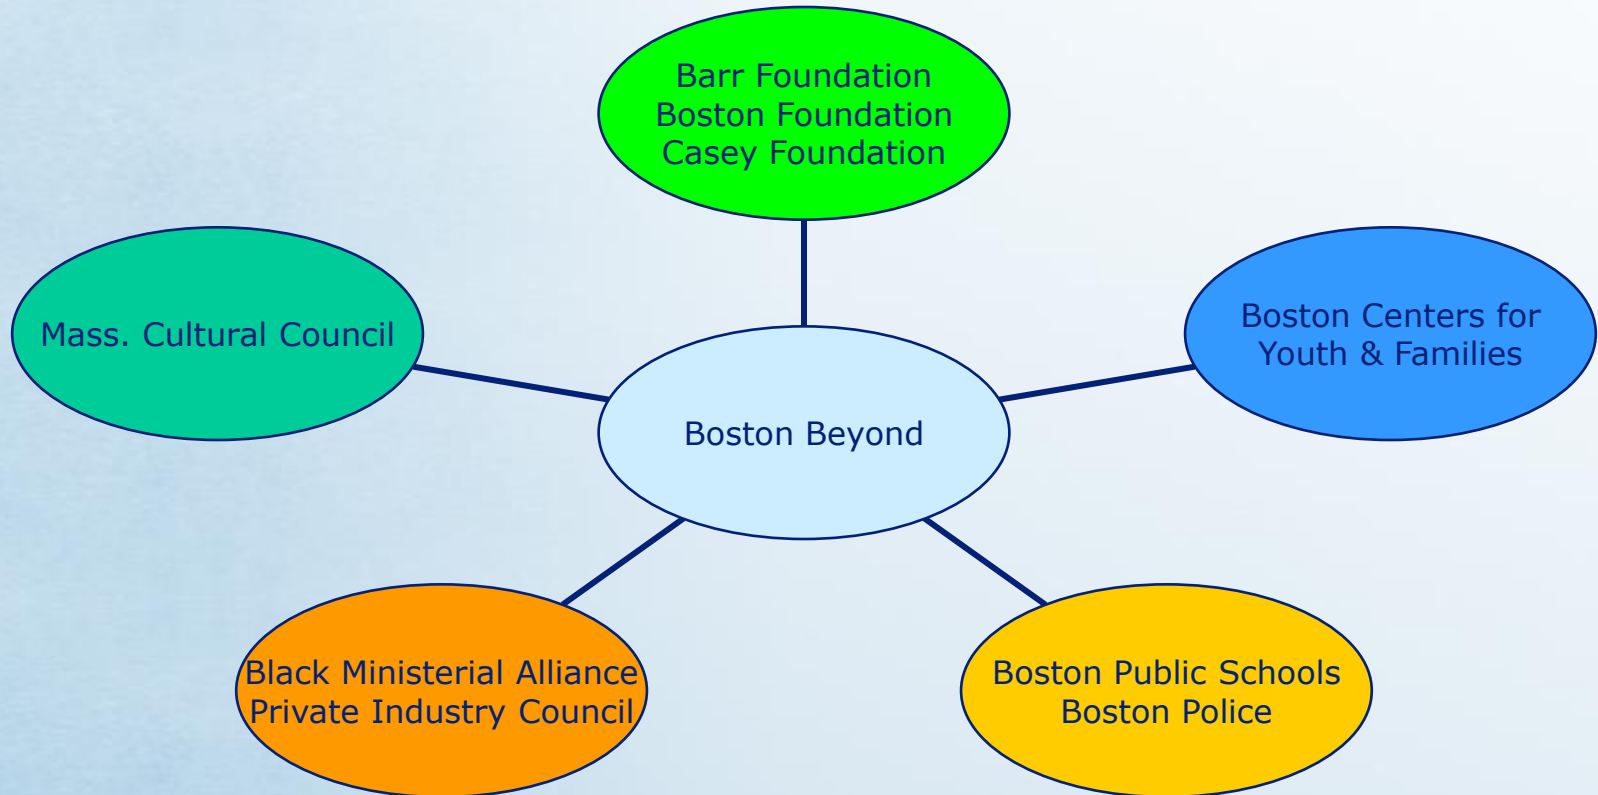 Barr Foundation
Boston Foundation
Casey Foundation
Mass. Cultural Council
Boston Centers for
Youth & Families
Boston Beyond
Black Ministerial Alliance
Private Industry Council
Boston Public Schools
Boston Police